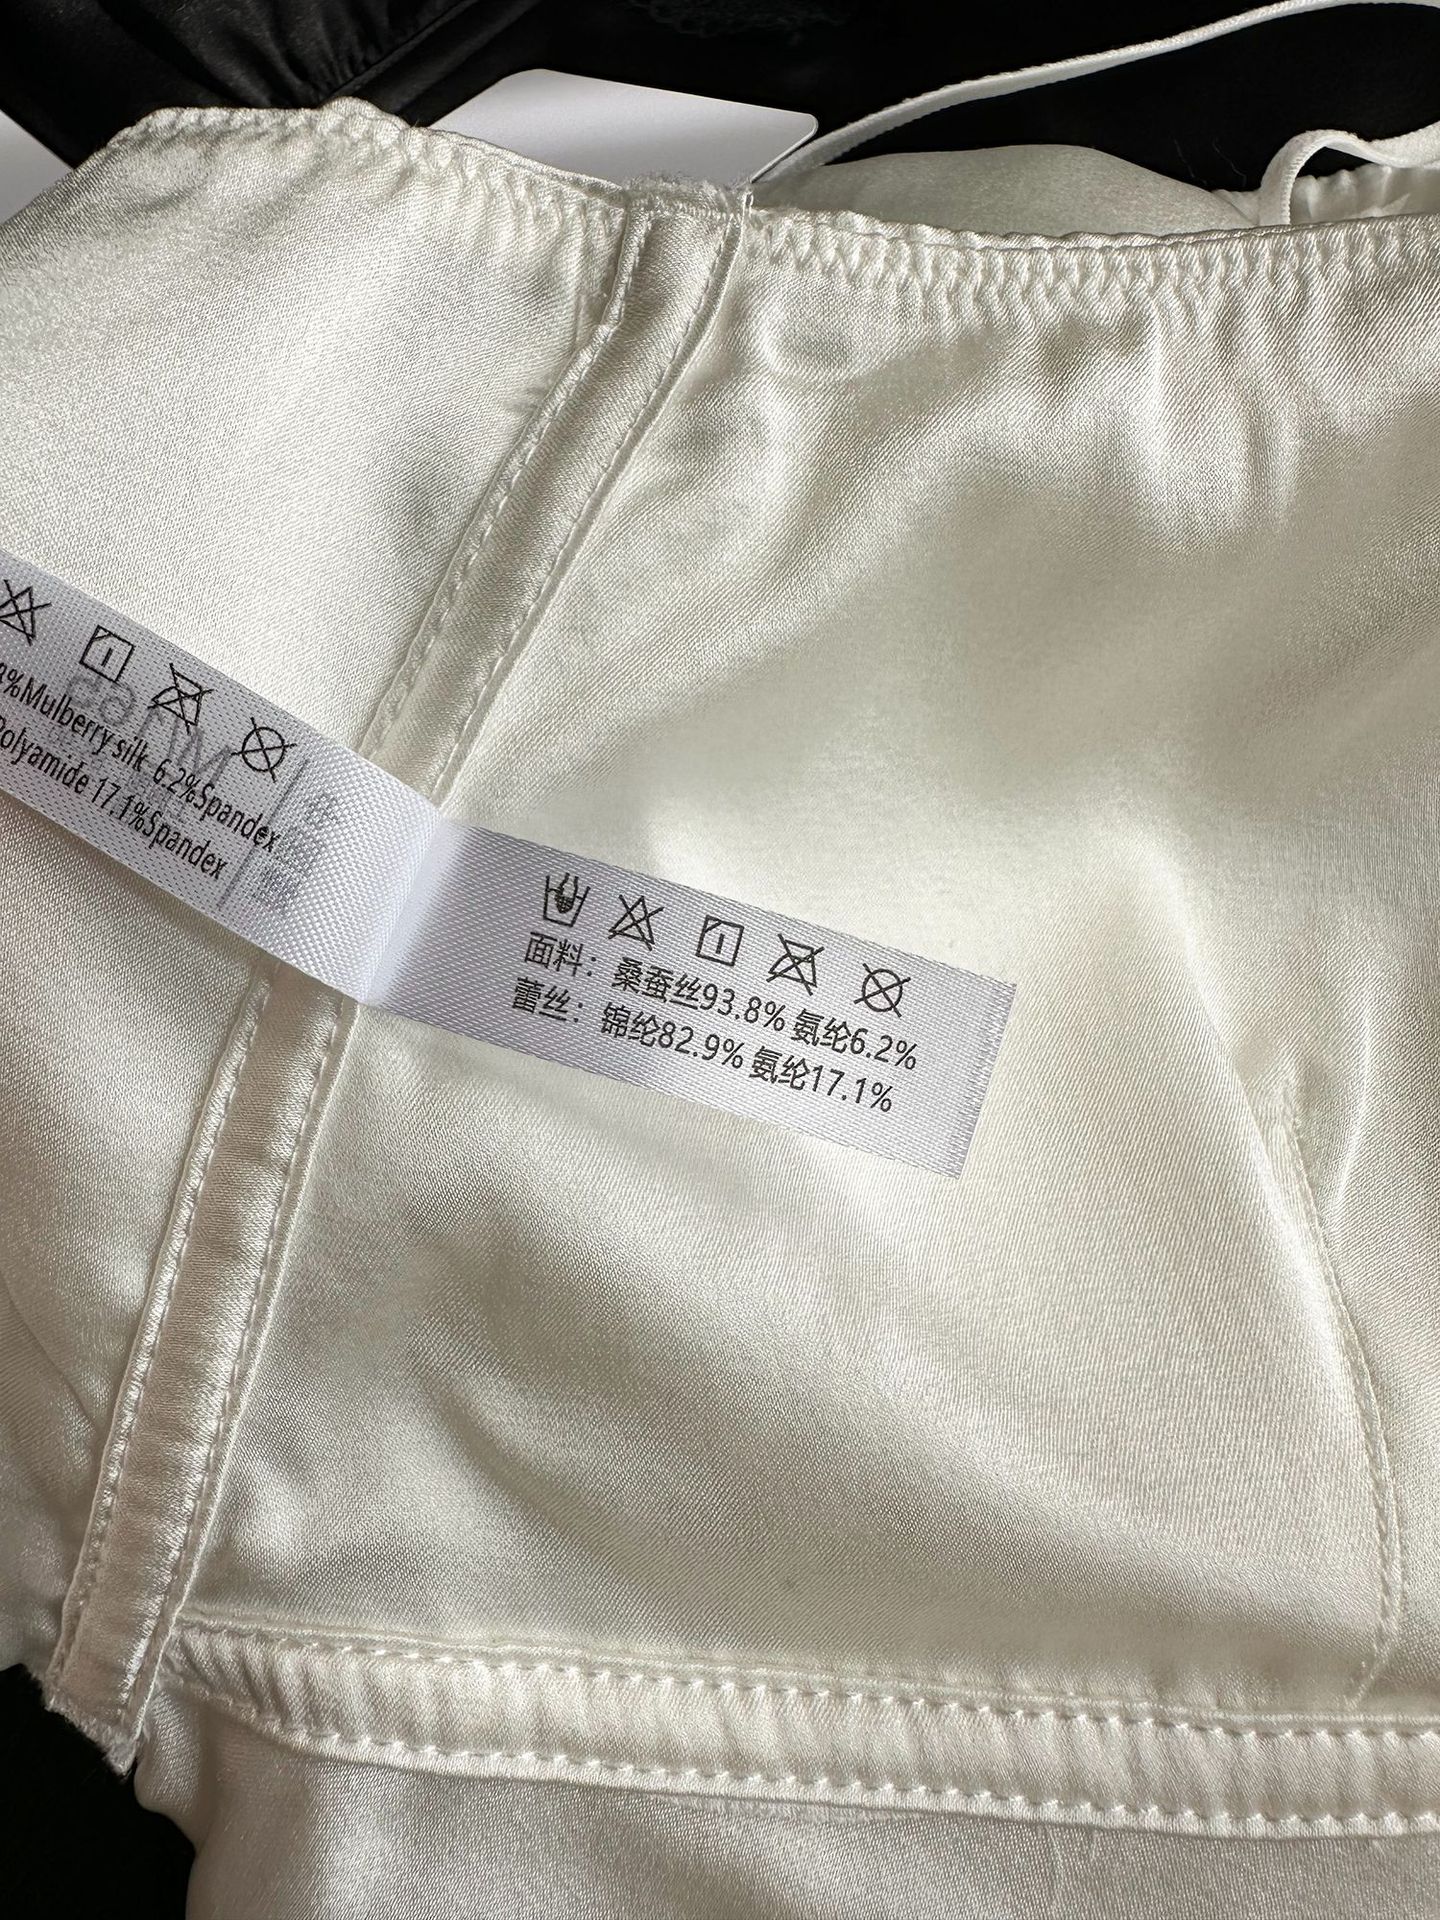 %Mulberry silk 6.2%Spandex
Polyamide 17.1%Spandex
面料：桑蚕丝93.8% 氨纶6.2%
蕾丝：锦纶82.9% 氨纶17.1%